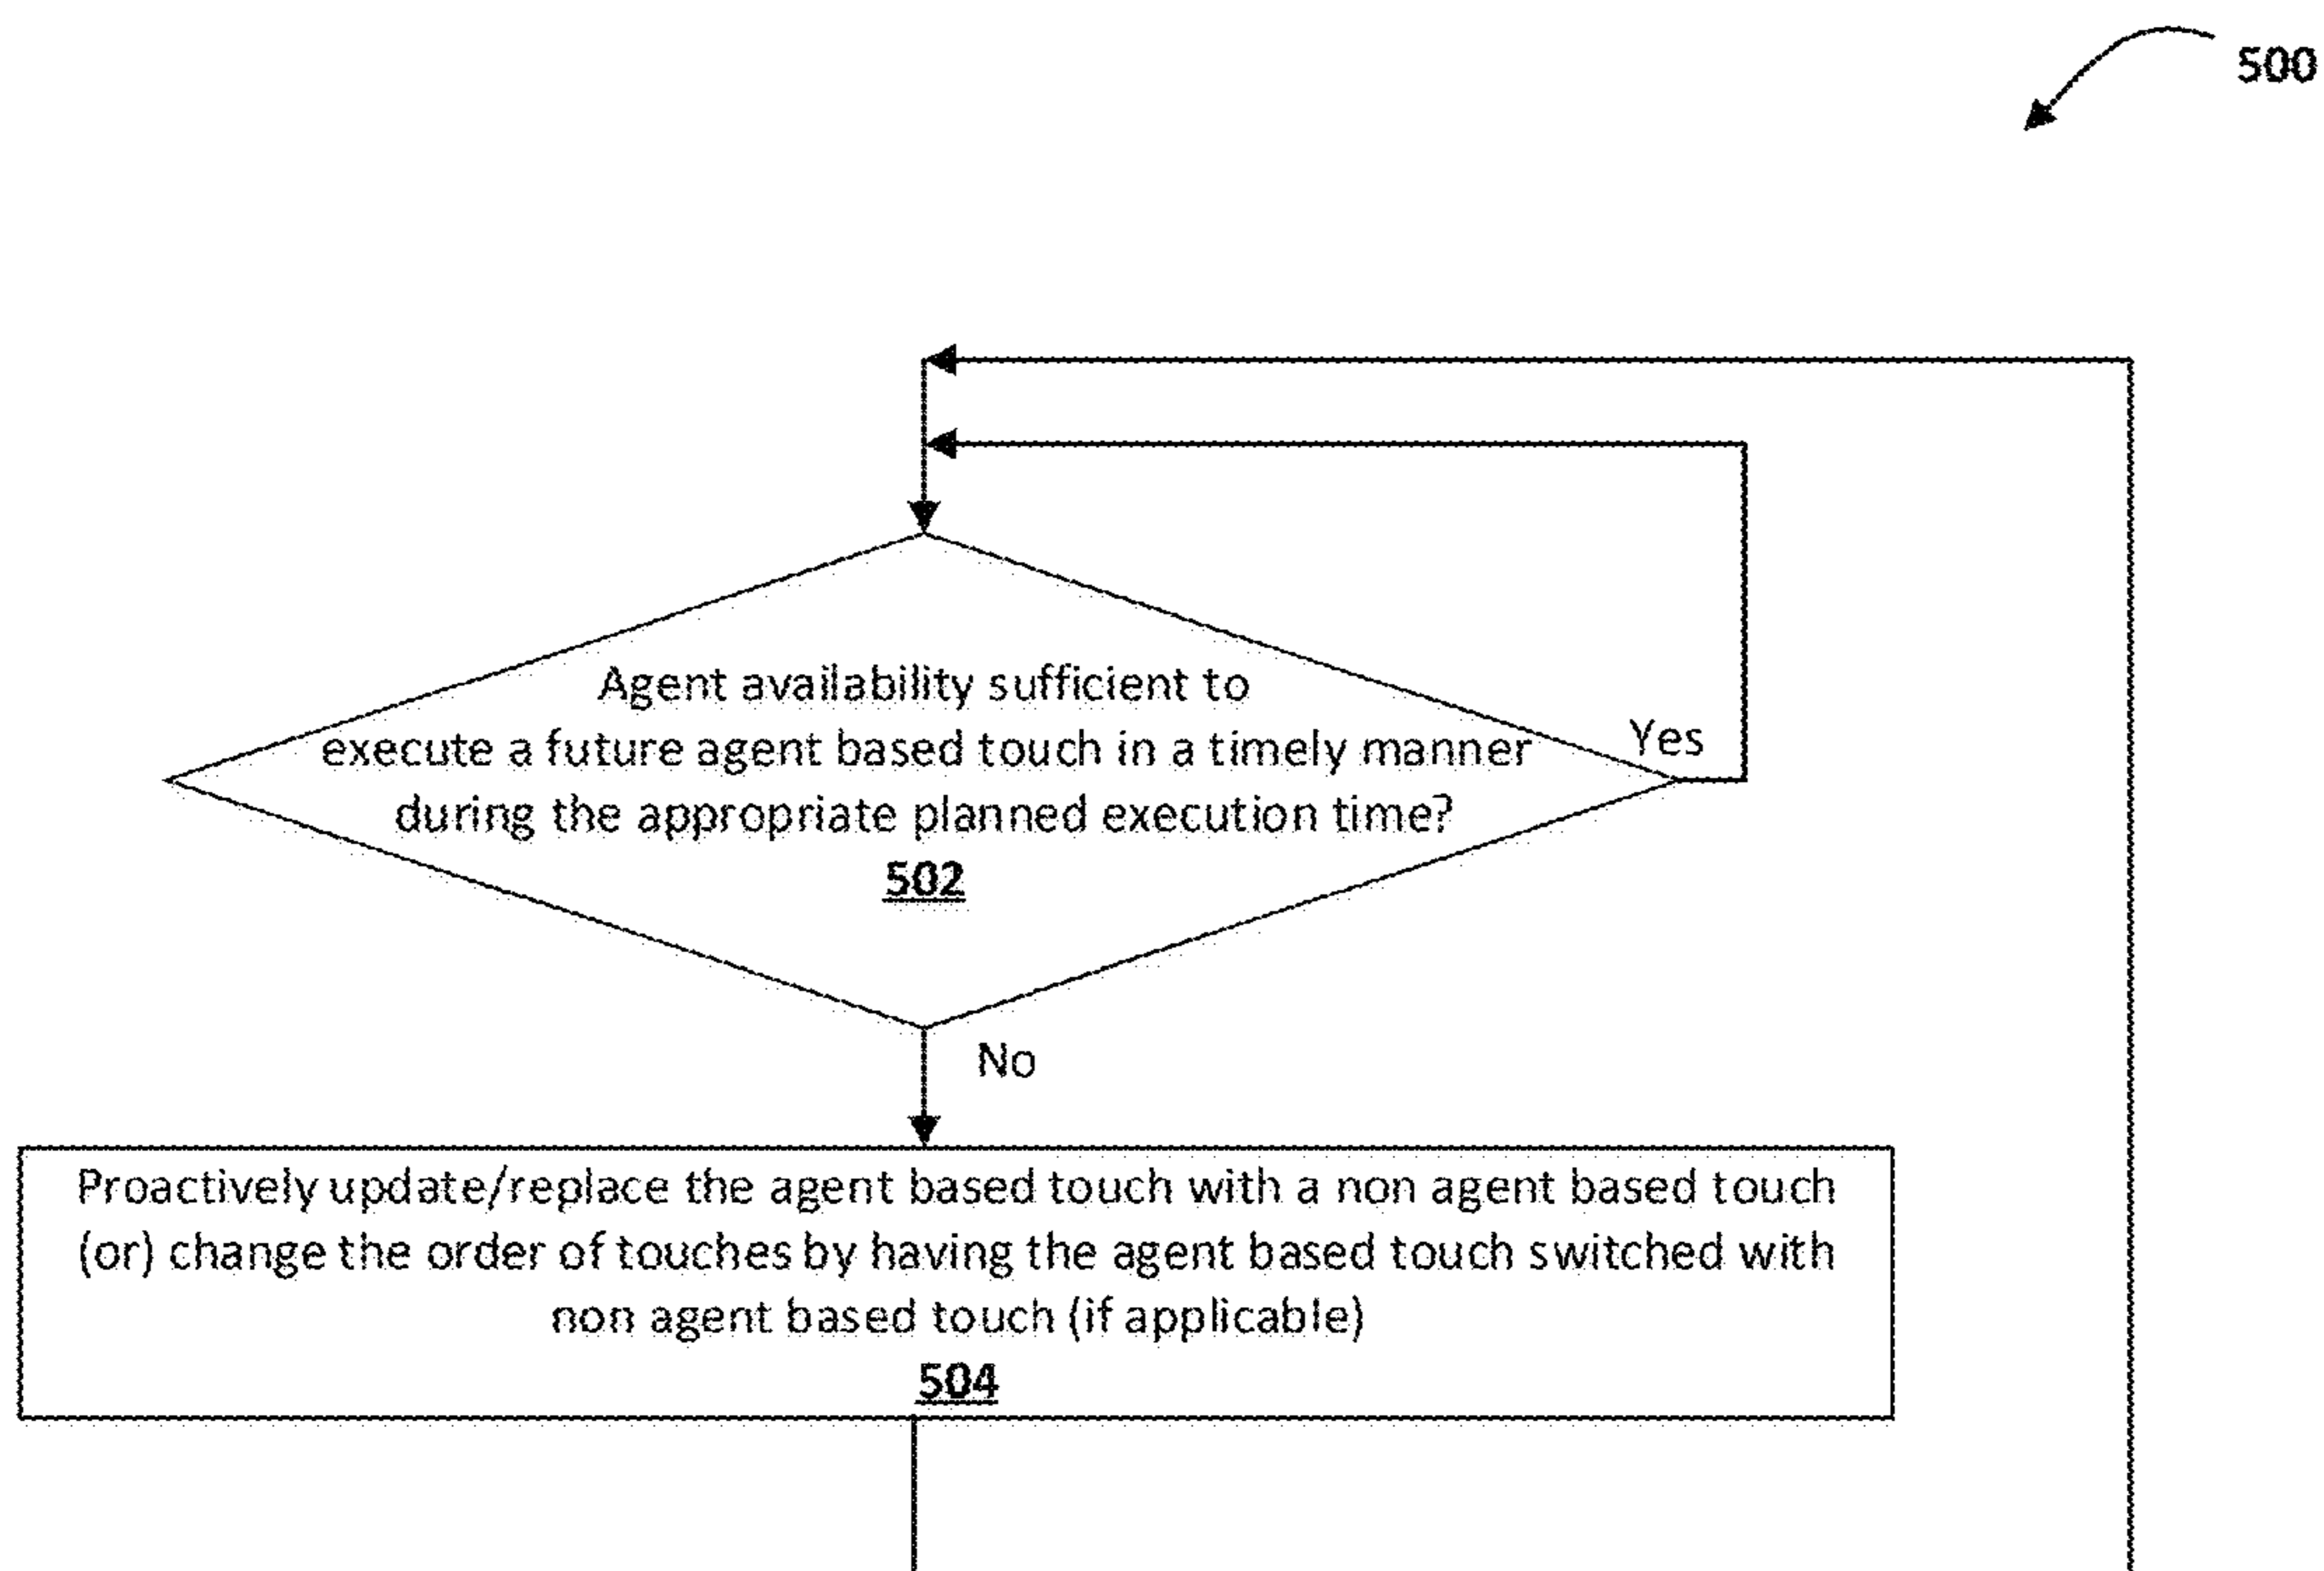 500
Agent availability sufficient to
execute a future agent based touch in a timely manner
during the appropriate planned execution time?
502
Yes
No
Proactively update/replace the agent based touch with a non agent based touch
(or) change the order of touches by having the agent based touch switched with
non agent based touch (if applicable)
504